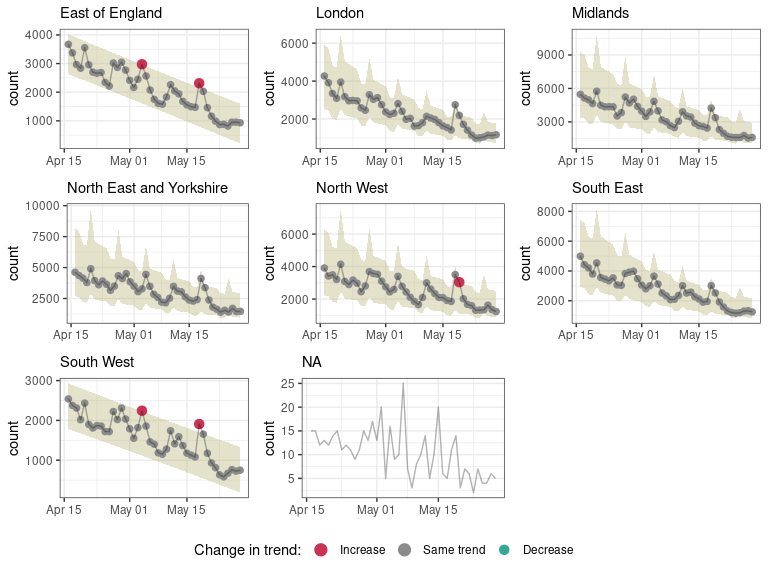 East of England
London
Midlands
count
4000
3000
2000
1000
Apr 15
May 01
May 15
count
6000
4000
2000
Apr 15
May 01
May 15
count
9000
6000
3000
Apr 15
May 01
May 15
North East and Yorkshire
North West
South East
count
10000
7500
5000
2500
Apr 15
May 01
May 15
count
6000
4000
2000
Apr 15
May 01
May 15
count
8000
6000
4000
2000
Apr 15
May 01
May 15
South West
NA
count
3000
2000
1000
Apr 15
May 01
May 15
count
25
20
15
10
5
Apr 15
May 01
May 15
Change in trend: Increase Same trend Decrease